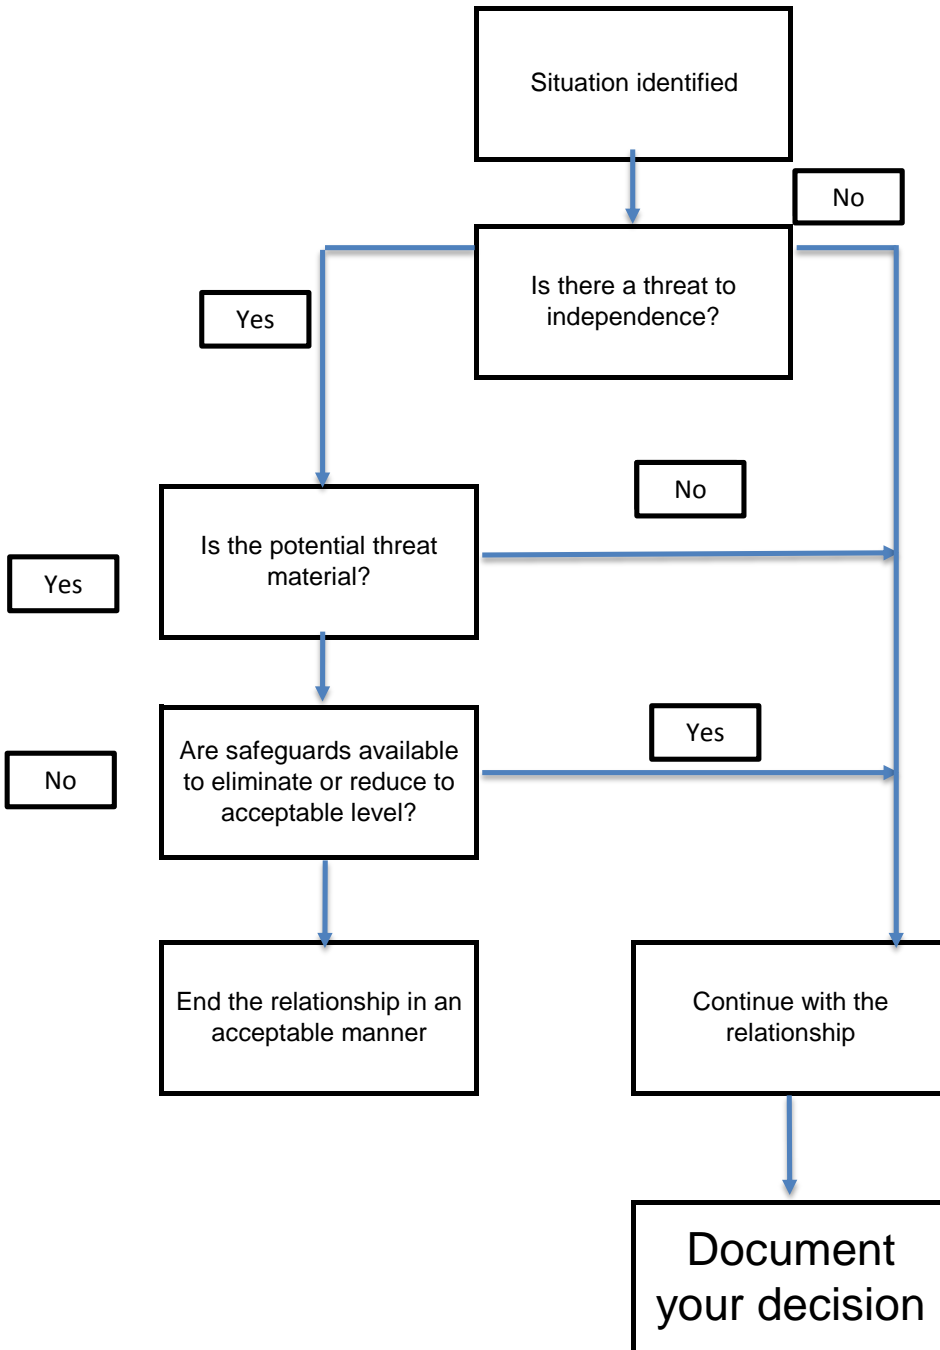 Situation identified
No
Is there a threat to
independence?
Yes
No
Is the potential threat
material?
Yes
Yes
Are safeguards available
to eliminate or reduce to
acceptable level?
No
End the relationship in an
acceptable manner
Continue with the
relationship
Document
your decision